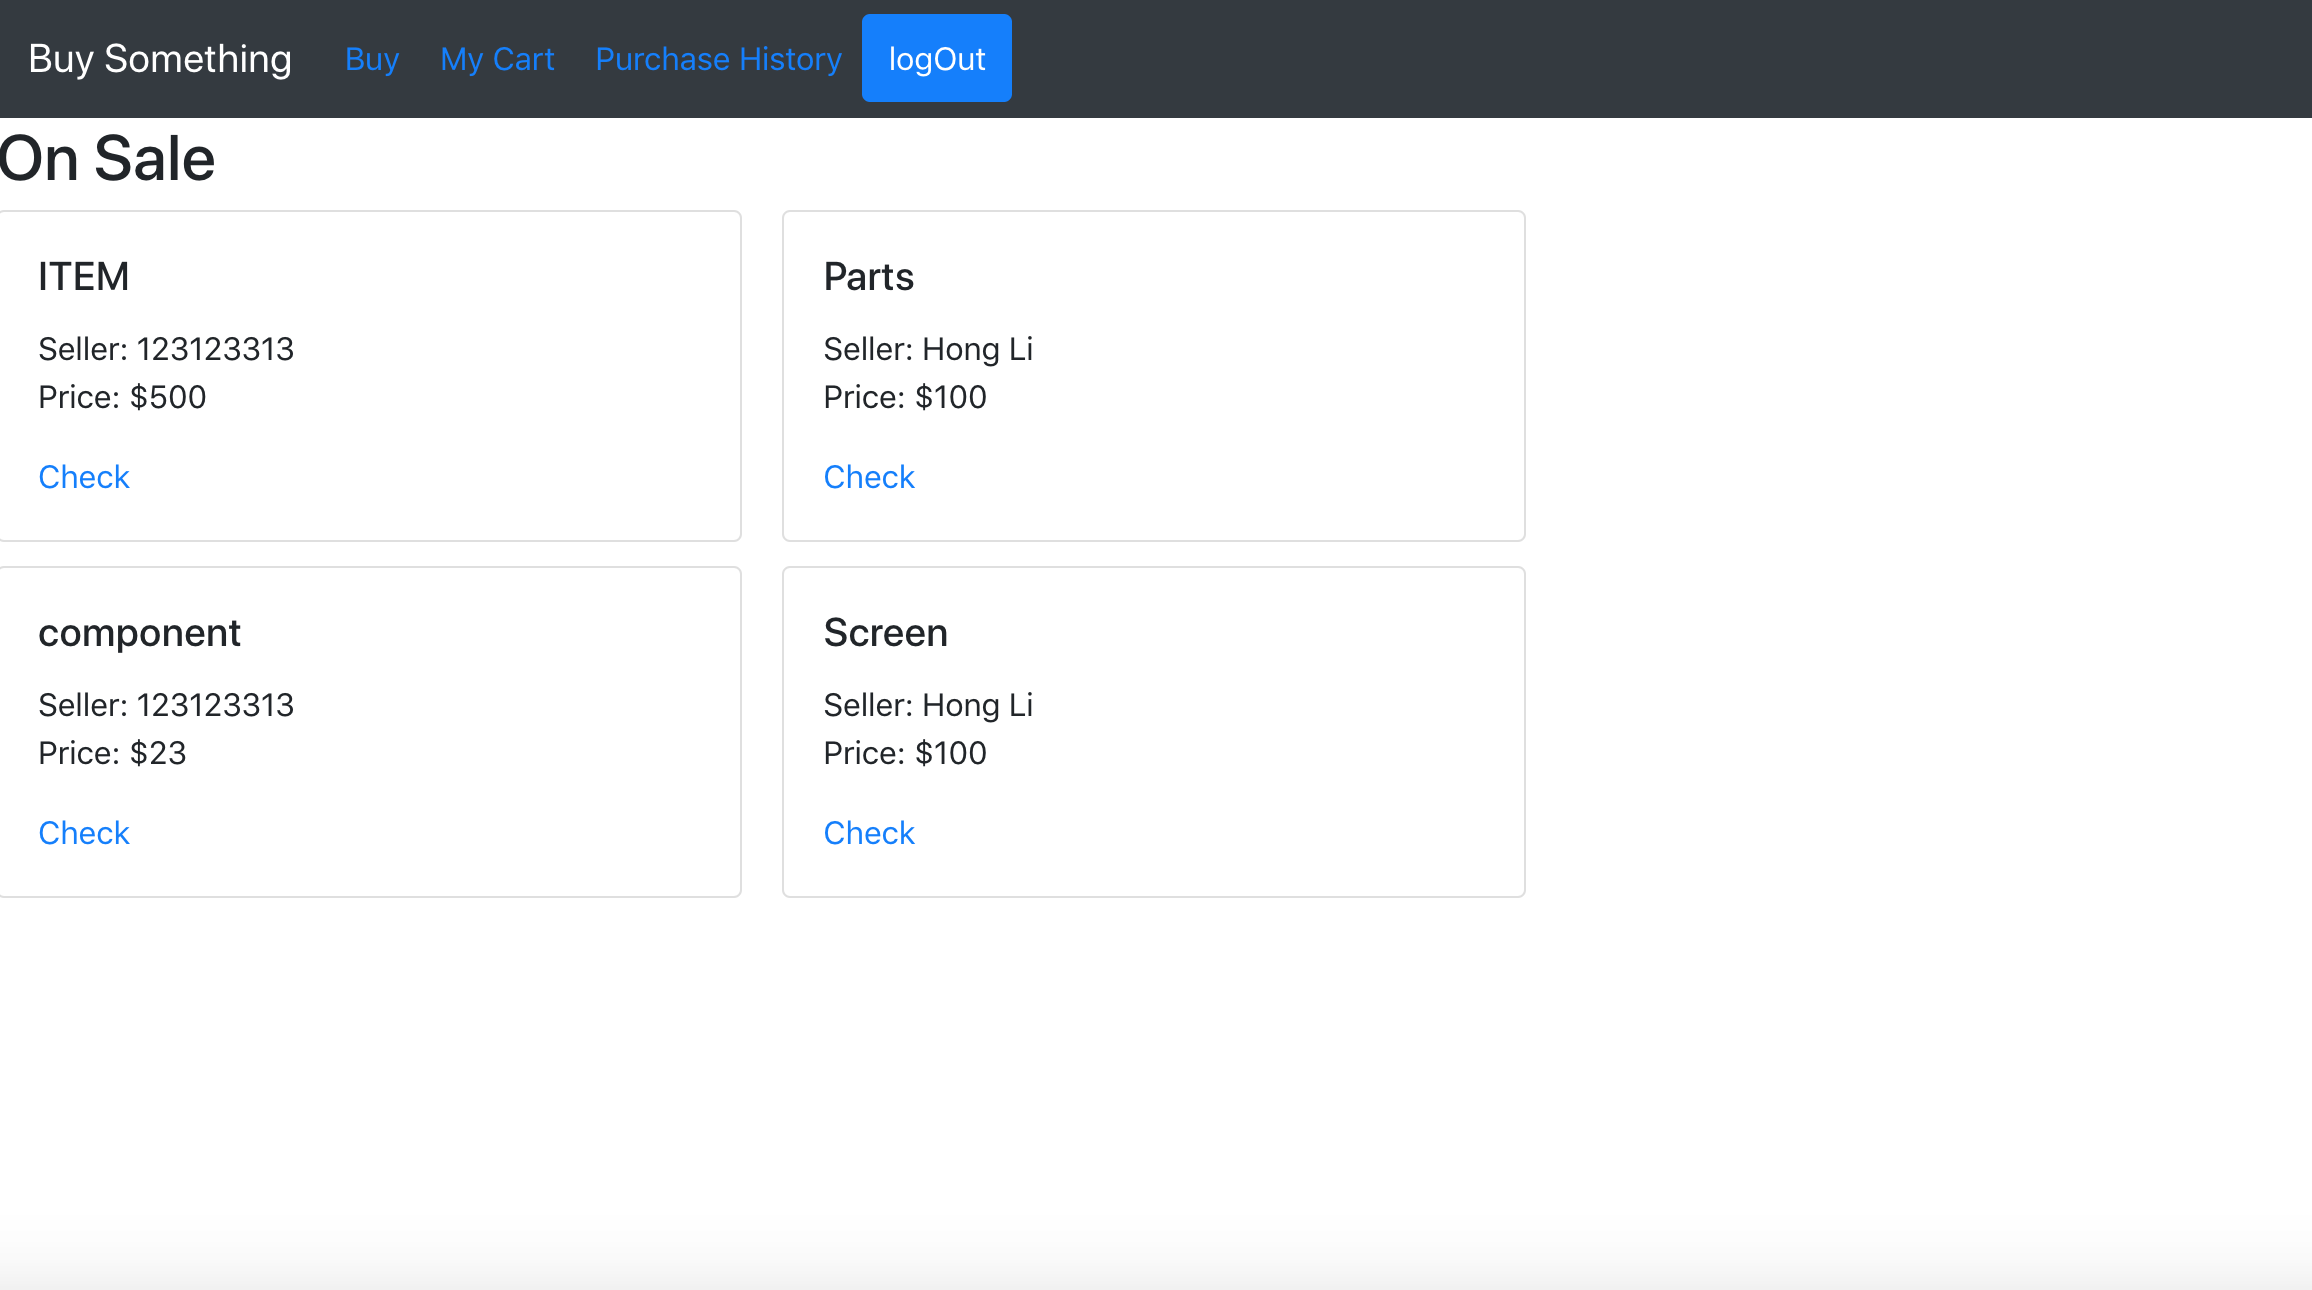 Buy Something Buy My Cart Purchase History logOut
On Sale
ITEM
Seller: 123123313
Price: $500
Check
Parts
Seller: Hong Li
Price: $100
Check
component
Seller: 123123313
Price: $23
Check
Screen
Seller: Hong Li
Price: $100
Check